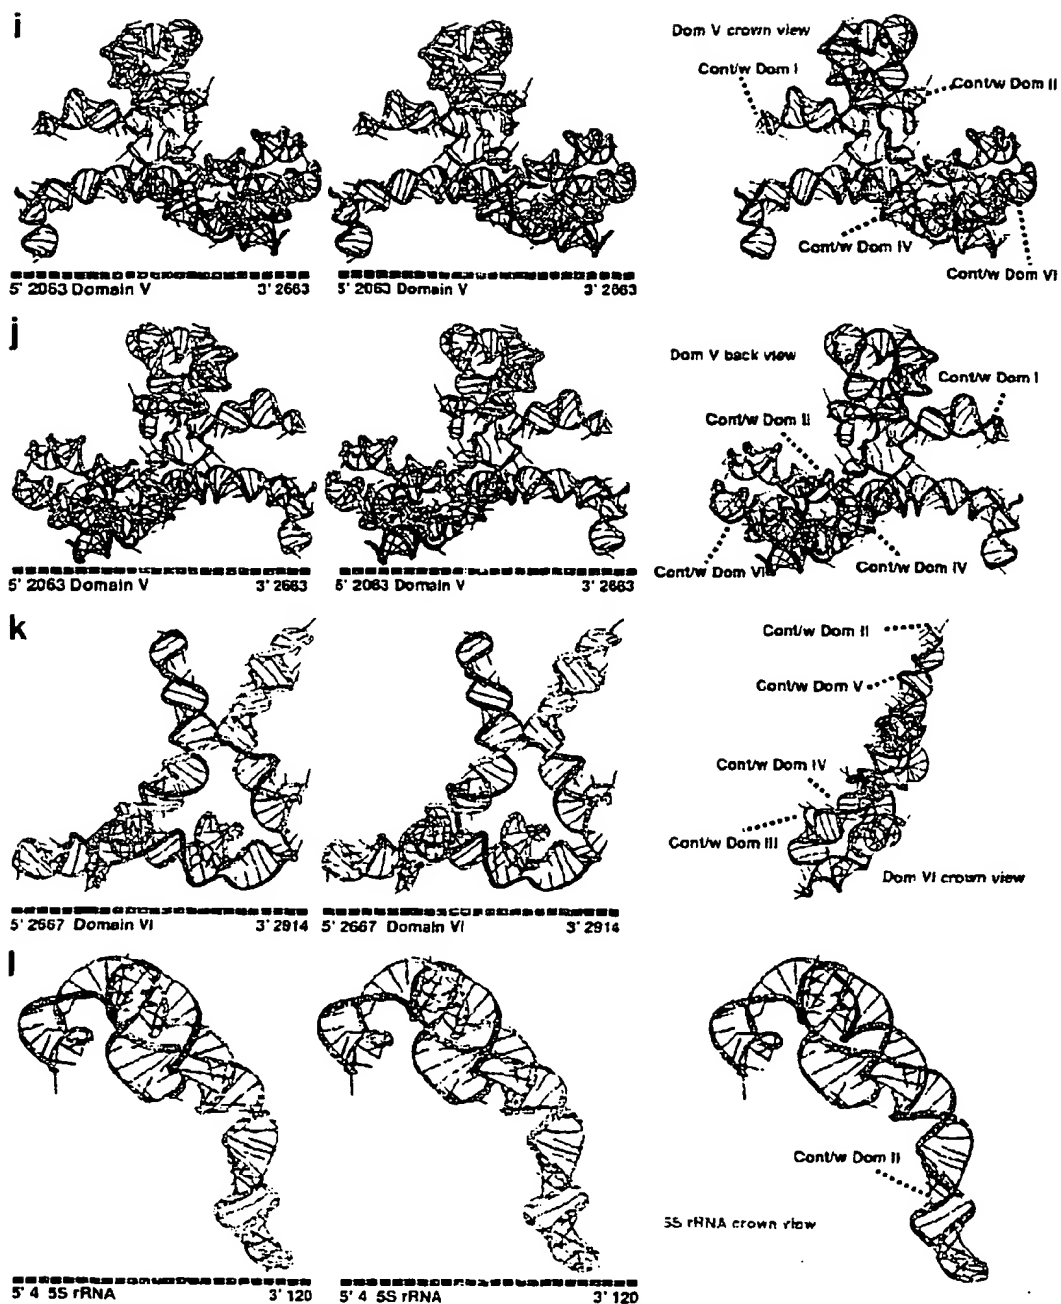 i
Dom V crown view
Cont/w Dom I
Cont/w Dom II
Cont/w Dom IV
Cont/w Dom VI
5' 2063 Domain V 3' 2663
5' 2063 Domain V 3' 2663
j
Dom V back view
Cont/w Dom I
Cont/w Dom II
Cont/w Dom VI
Cont/w Dom IV
5' 2063 Domain V 3' 2663
5' 2063 Domain V 3' 2663
k
Cont/w Dom II
Cont/w Dom V
Cont/w Dom IV
Cont/w Dom III
Dom VI crown view
5' 2667 Domain VI 3' 2914
5' 2667 Domain VI 3' 2914
l
Cont/w Dom II
5S rRNA crown view
5' 4 5S rRNA 3' 120
5' 4 5S rRNA 3' 120